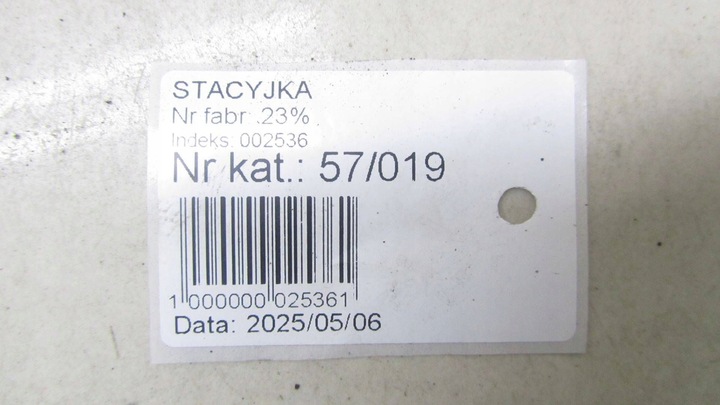 STACYJKA
Nr fabr: .23%
Indeks: 002536
Nr kat.: 57/019
1 000000 025361
Data: 2025/05/06